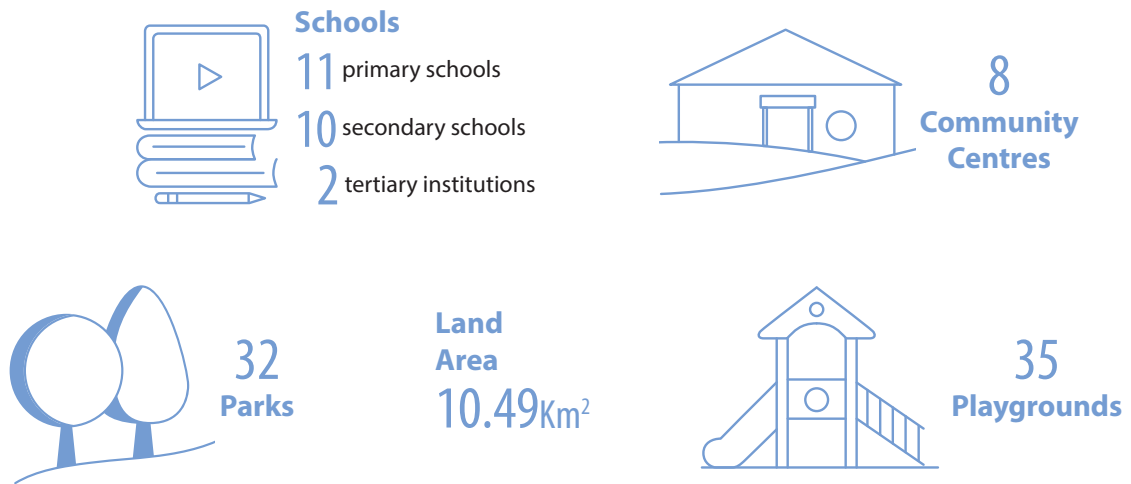 Schools
11 primary schools
10 secondary schools
2 tertiary institutions
8
Community
Centres
32
Parks
Land
Area
10.49Km²
35
Playgrounds